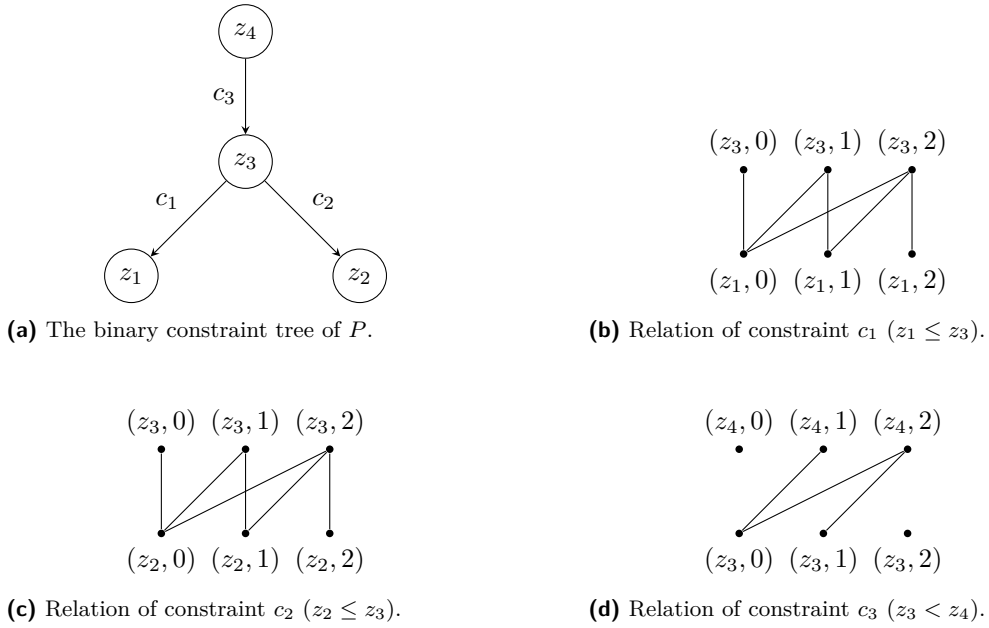 z₄
c₃
z₃
c₁ c₂
z₁ z₂
(a) The binary constraint tree of P.
(z₃, 0) (z₃, 1) (z₃, 2)
(z₁, 0) (z₁, 1) (z₁, 2)
(b) Relation of constraint c₁ (z₁ ≤ z₃).
(z₃, 0) (z₃, 1) (z₃, 2)
(z₂, 0) (z₂, 1) (z₂, 2)
(c) Relation of constraint c₂ (z₂ ≤ z₃).
(z₄, 0) (z₄, 1) (z₄, 2)
(z₃, 0) (z₃, 1) (z₃, 2)
(d) Relation of constraint c₃ (z₃ < z₄).